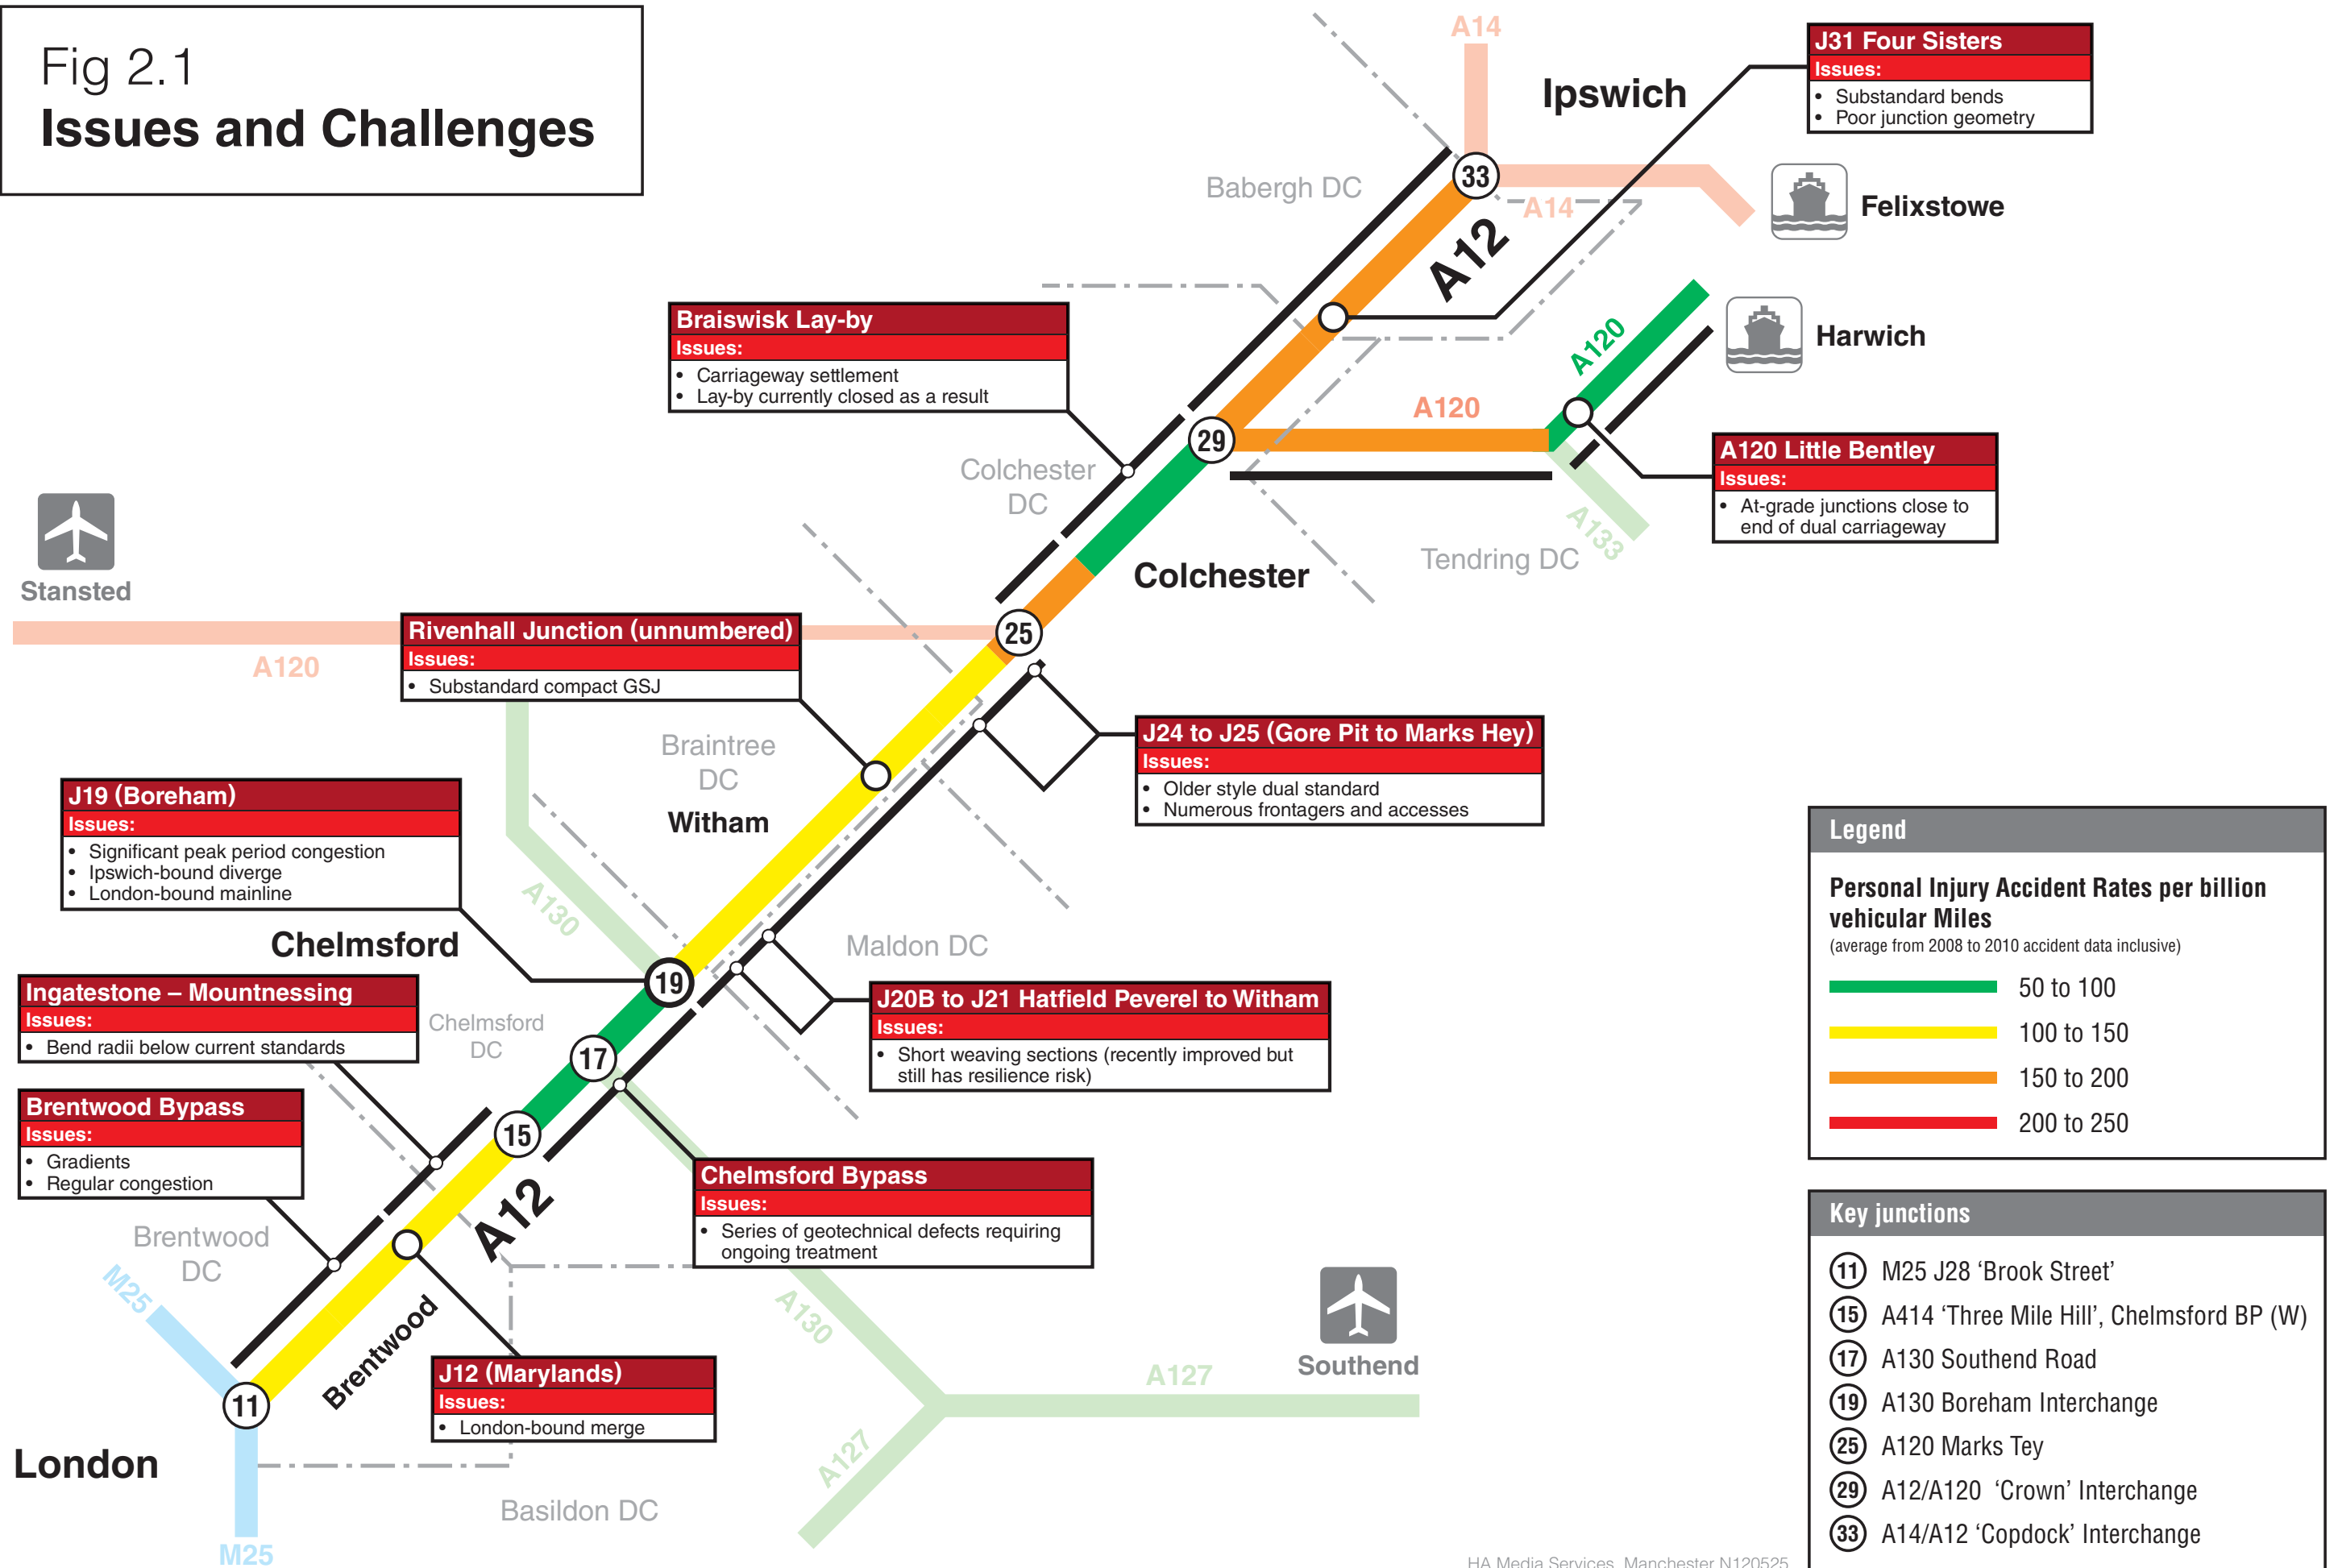 Fig 2.1
Issues and Challenges
A14
Ipswich
J31 Four Sisters
Issues:
• Substandard bends
• Poor junction geometry
Babergh DC
33
A14
Felixstowe
A12
Braiswisk Lay-by
Issues:
• Carriageway settlement
• Lay-by currently closed as a result
A120
Harwich
A120
29
A120 Little Bentley
Issues:
• At-grade junctions close to
end of dual carriageway
Colchester
DC
A133
Tendring DC
Colchester
Stansted
A120
Rivenhall Junction (unnumbered)
Issues:
• Substandard compact GSJ
25
J24 to J25 (Gore Pit to Marks Hey)
Issues:
• Older style dual standard
• Numerous frontagers and accesses
Braintree
DC
Witham
J19 (Boreham)
Issues:
• Significant peak period congestion
• Ipswich-bound diverge
• London-bound mainline
A130
Chelmsford
19
Maldon DC
J20B to J21 Hatfield Peverel to Witham
Issues:
• Short weaving sections (recently improved but
still has resilience risk)
Ingatestone – Mountnessing
Issues:
• Bend radii below current standards
Chelmsford
DC
17
Brentwood Bypass
Issues:
• Gradients
• Regular congestion
15
A12
Chelmsford Bypass
Issues:
• Series of geotechnical defects requiring
ongoing treatment
Brentwood
DC
M25
Brentwood
A130
Southend
J12 (Marylands)
Issues:
• London-bound merge
A127
11
London
A127
Basildon DC
M25
Legend
Personal Injury Accident Rates per billion
vehicular Miles
(average from 2008 to 2010 accident data inclusive)
50 to 100
100 to 150
150 to 200
200 to 250
Key junctions
11 M25 J28 ‘Brook Street’
15 A414 ‘Three Mile Hill’, Chelmsford BP (W)
17 A130 Southend Road
19 A130 Boreham Interchange
25 A120 Marks Tey
29 A12/A120 ‘Crown’ Interchange
33 A14/A12 ‘Copdock’ Interchange
HA Media Services, Manchester N120525